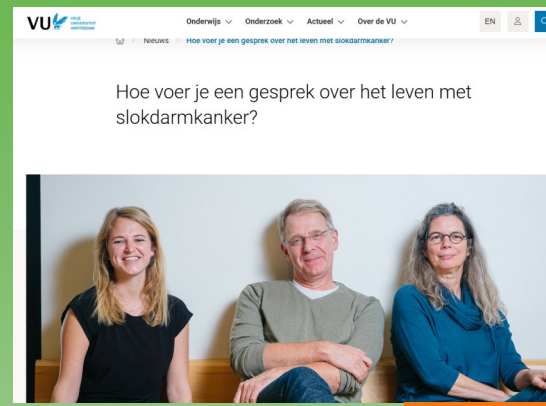 VU VRIJE UNIVERSITEIT AMSTERDAM
Onderwijs Onderzoek Actueel Over de VU EN
Nieuws > Hoe voer je een gesprek over het leven met slokdarmkanker?
Hoe voer je een gesprek over het leven met
slokdarmkanker?